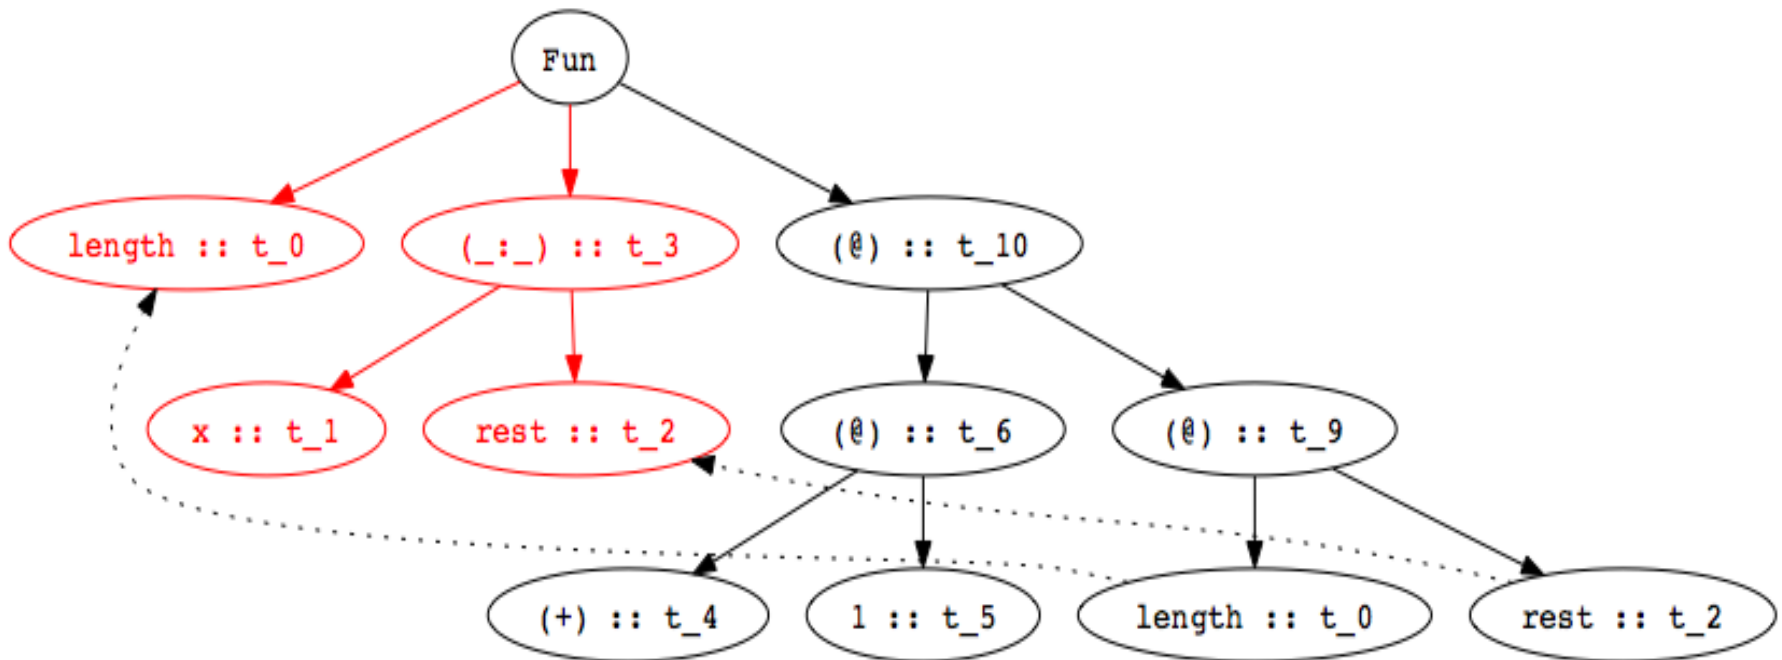 Fun
length :: t_0
(_:_) :: t_3
(@) :: t_10
x :: t_1
rest :: t_2
(@) :: t_6
(@) :: t_9
(+) :: t_4
1 :: t_5
length :: t_0
rest :: t_2